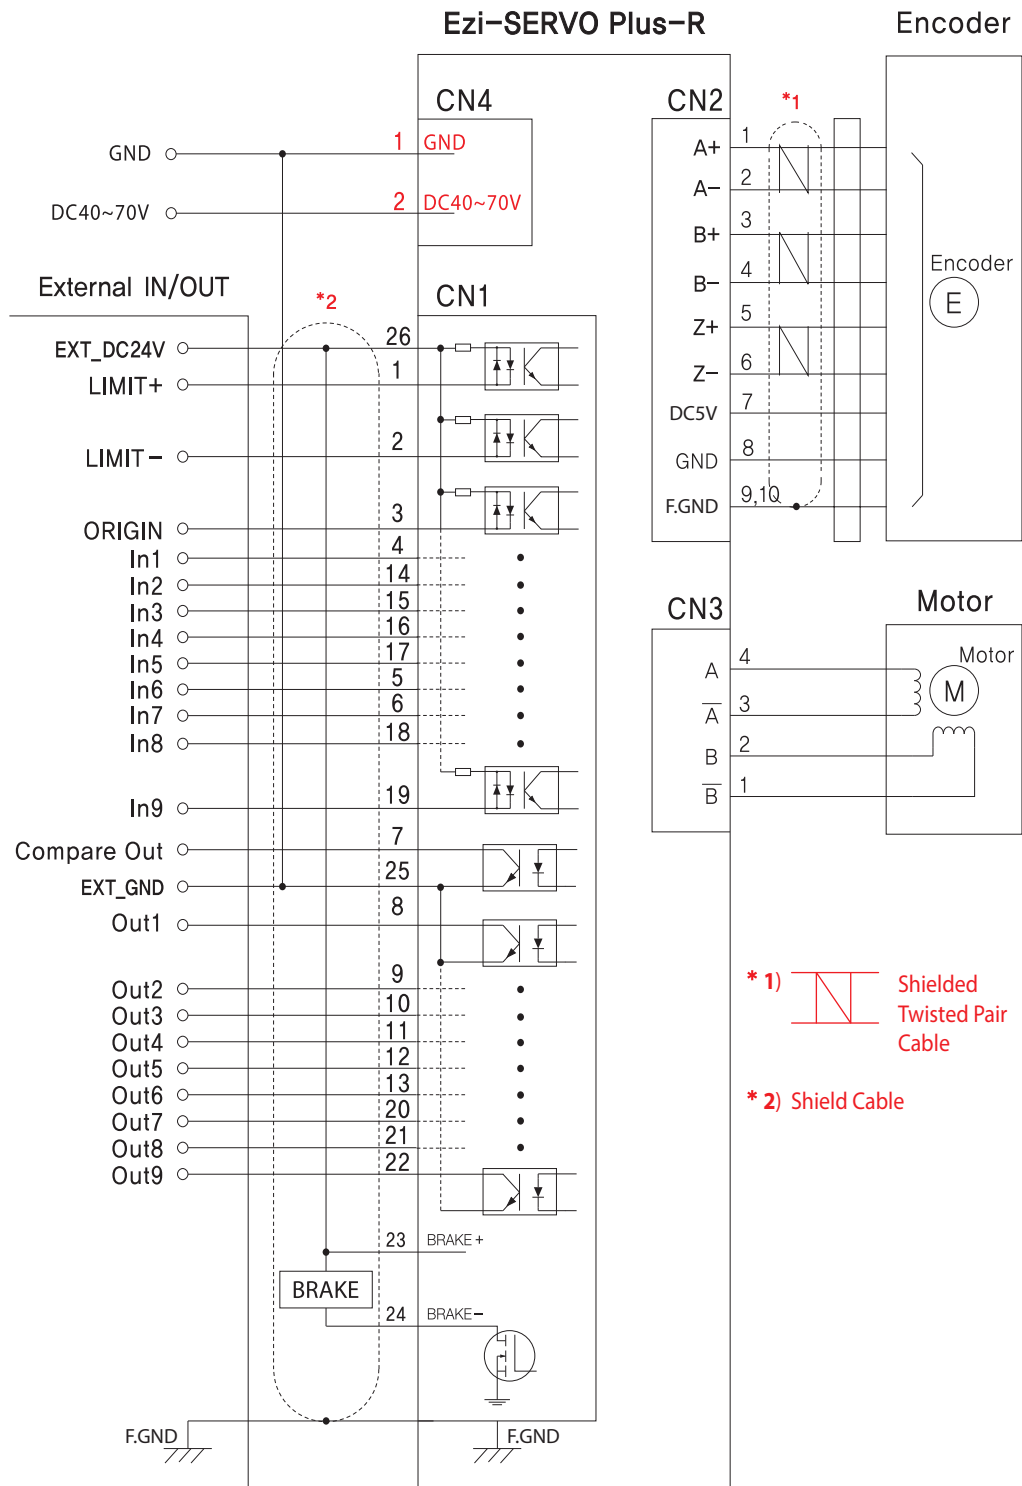 Ezi-SERVO Plus-R
Encoder
CN4
CN2
*1
GND
1
GND
DC40~70V
2
DC40~70V
A+
1
A-
2
B+
3
B-
4
Z+
5
Z-
6
DC5V
7
GND
8
F.GND
9,10
Encoder
E
External IN/OUT
*2
CN1
EXT_DC24V
26
LIMIT+
1
LIMIT-
2
ORIGIN
3
In1
4
In2
14
In3
15
In4
16
In5
17
In6
5
In7
6
In8
18
In9
19
Compare Out
7
EXT_GND
25
Out1
8
Out2
9
Out3
10
Out4
11
Out5
12
Out6
13
Out7
20
Out8
21
Out9
22
23
BRAKE+
BRAKE
24
BRAKE-
F.GND
F.GND
CN3
Motor
A
4
A̅
3
B
2
B̅
1
Motor
M
* 1)
Shielded
Twisted Pair
Cable
* 2) Shield Cable